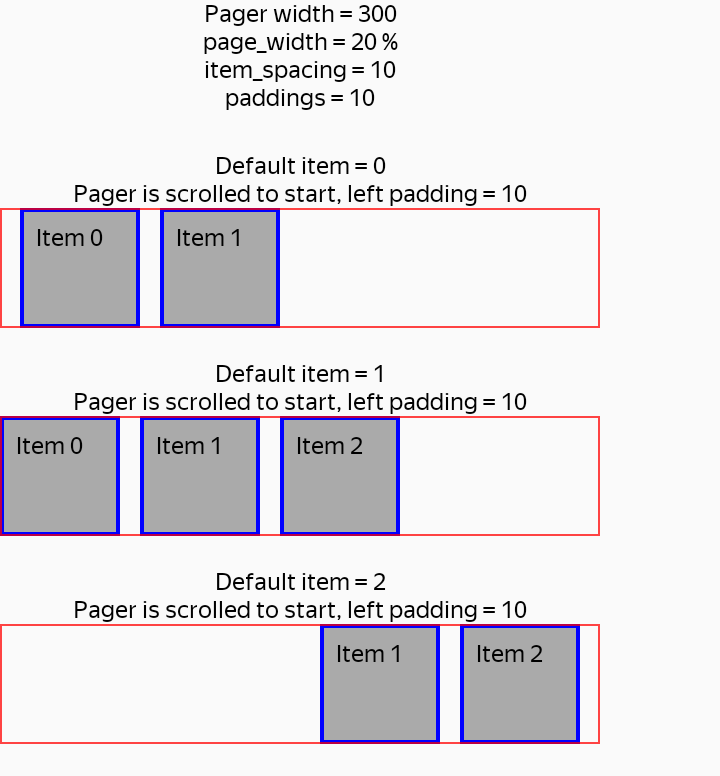 Pager width = 300
page_width = 20 %
item_spacing = 10
paddings = 10
Default item = 0
Pager is scrolled to start, left padding = 10
Item 0 Item 1
Default item = 1
Pager is scrolled to start, left padding = 10
Item 0 Item 1 Item 2
Default item = 2
Pager is scrolled to start, left padding = 10
Item 1 Item 2